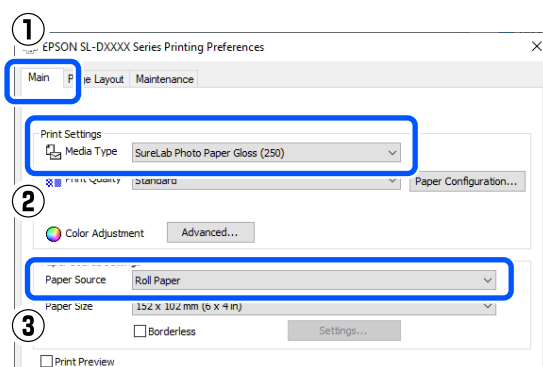 1
EPSON SL-DXXXX Series Printing Preferences
Main Page Layout Maintenance
Print Settings
Media Type SureLab Photo Paper Gloss (250)
Print Quality Standard Paper Configuration...
2
Color Adjustment Advanced...
Paper Source Roll Paper
Paper Size 152 x 102 mm (6 x 4 in)
3
Borderless Settings...
Print Preview